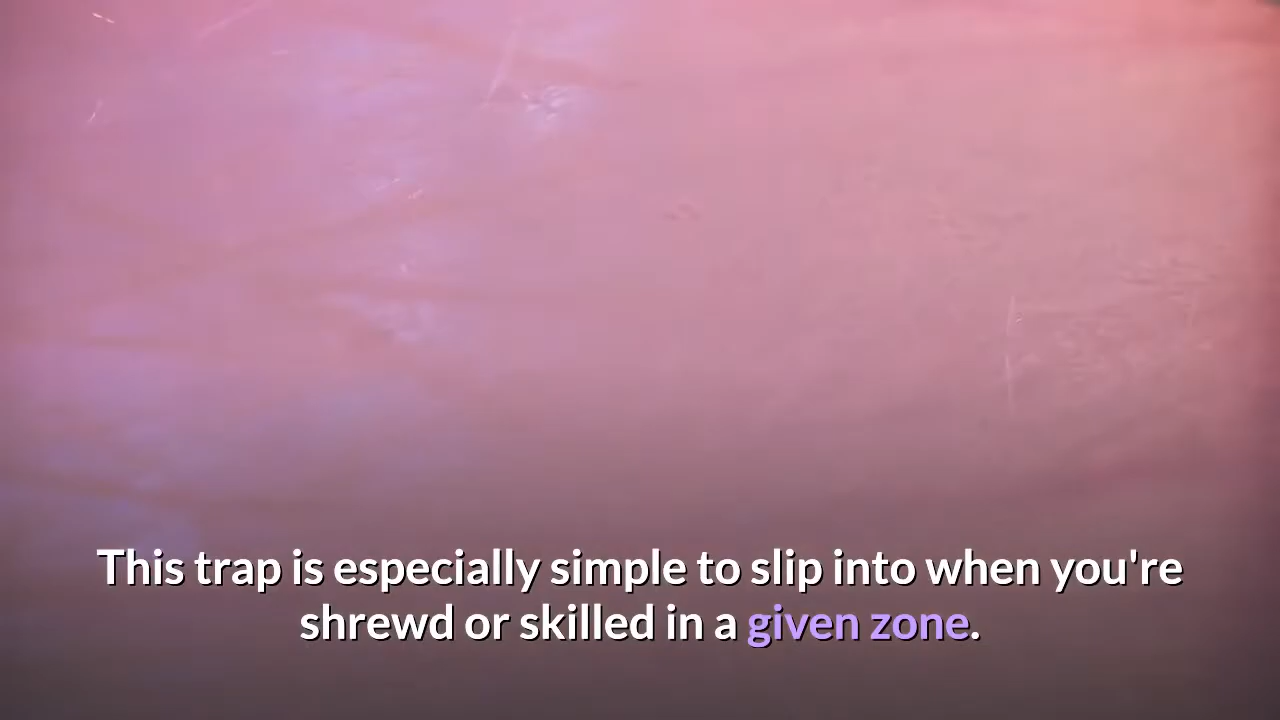 This trap is especially simple to slip into when you're
shrewd or skilled in a given zone.